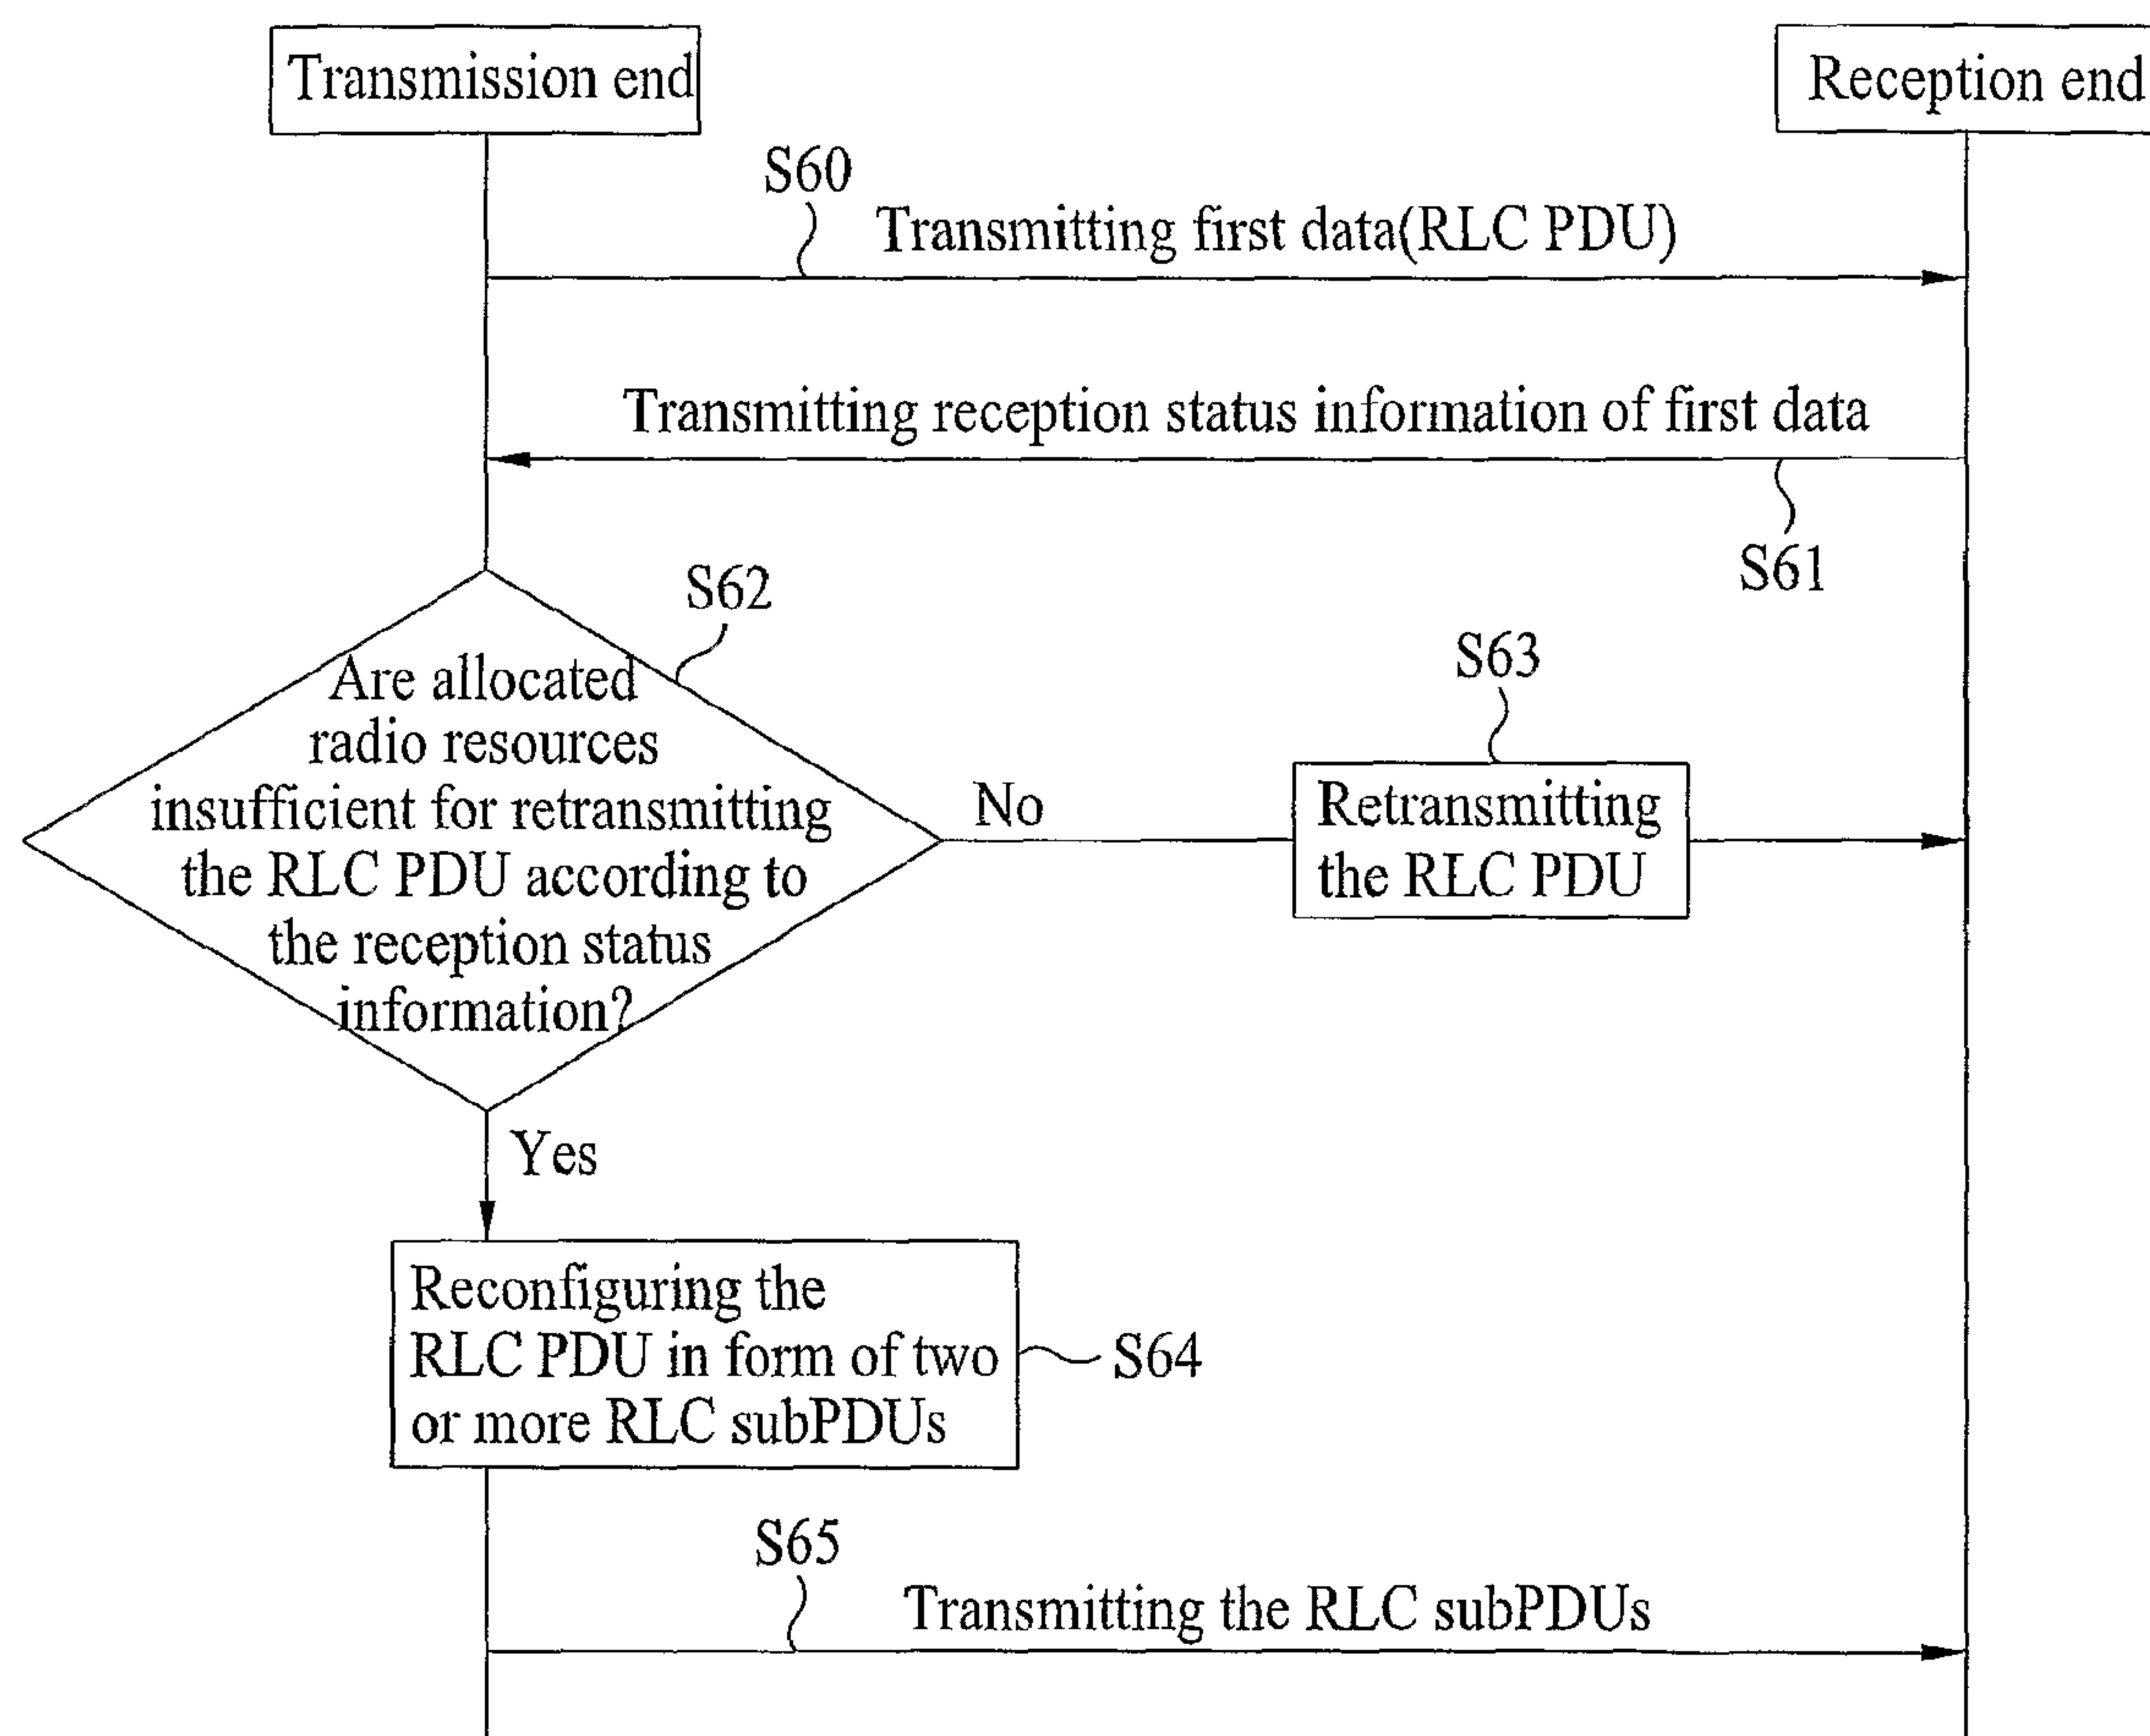 Transmission end
Reception end
S60
Transmitting first data(RLC PDU)
Transmitting reception status information of first data
S61
S62
Are allocated
radio resources
insufficient for retransmitting
the RLC PDU according to
the reception status
information?
No
S63
Retransmitting
the RLC PDU
Yes
Reconfiguring the
RLC PDU in form of two
or more RLC subPDUs
S64
S65
Transmitting the RLC subPDUs